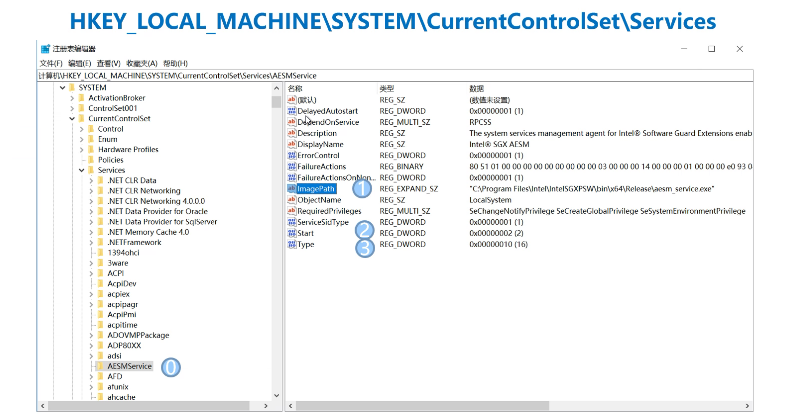 HKEY_LOCAL_MACHINE\SYSTEM\CurrentControlSet\Services
注册表编辑器
文件(F) 编辑(E) 查看(V) 收藏夹(A) 帮助(H)
计算机\HKEY_LOCAL_MACHINE\SYSTEM\CurrentControlSet\Services\AESMService
SYSTEM
ActivationBroker
ControlSet001
CurrentControlSet
Control
Enum
Hardware Profiles
Policies
Services
.NET CLR Data
.NET CLR Networking
.NET CLR Networking 4.0.0.0
.NET Data Provider for Oracle
.NET Data Provider for SqlServer
.NET Memory Cache 4.0
.NETFramework
1394ohci
3ware
ACPI
AcpiDev
acpiex
acpipagr
AcpiPmi
acpitime
ADOVMPPackage
ADP80XX
adsi
AESMService 0
AFD
afunix
ahcache
名称 类型 数据
(默认) REG_SZ (数值未设置)
DelayedAutostart REG_DWORD 0x00000001 (1)
DependOnService REG_MULTI_SZ RPCSS
Description REG_SZ The system services management agent for Intel® Software Guard Extensions enab
DisplayName REG_SZ Intel® SGX AESM
ErrorControl REG_DWORD 0x00000001 (1)
FailureActions REG_BINARY 80 51 01 00 00 00 00 00 00 00 00 00 03 00 00 00 14 00 00 00 01 00 00 00 e0 93 0
FailureActionsOnNon... REG_DWORD 0x00000001 (1)
ImagePath 1 REG_EXPAND_SZ "C:\Program Files\Intel\IntelSGXPSW\bin\x64\Release\aesm_service.exe"
ObjectName REG_SZ LocalSystem
RequiredPrivileges REG_MULTI_SZ SeChangeNotifyPrivilege SeCreateGlobalPrivilege SeSystemEnvironmentPrivilege
ServiceSidType REG_DWORD 0x00000001 (1)
Start 2 REG_DWORD 0x00000002 (2)
Type 3 REG_DWORD 0x00000010 (16)